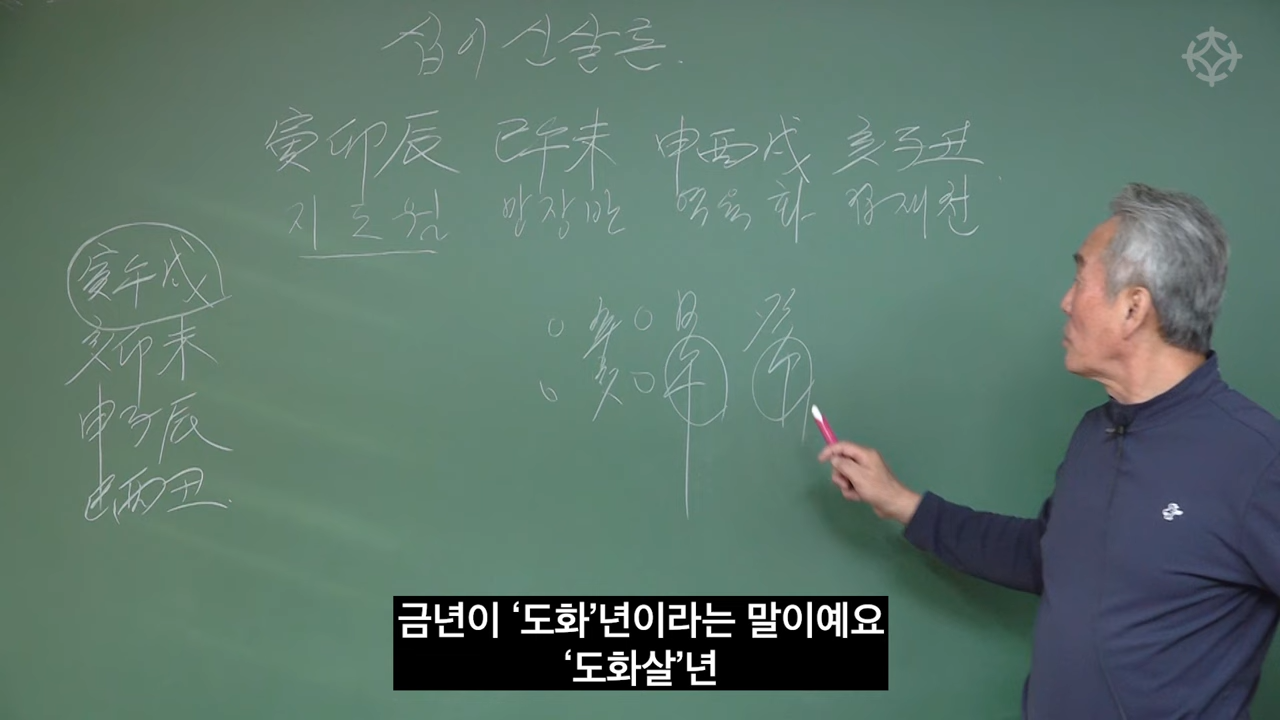 십이신살론.
寅卯辰 巳午未 申酉戌 亥子丑
지 도 월 망장반 역육화 겁재천
寅午戌
亥卯未
申子辰
巳酉丑.
금년이 ‘도화’년이라는 말이예요
‘도화살’년